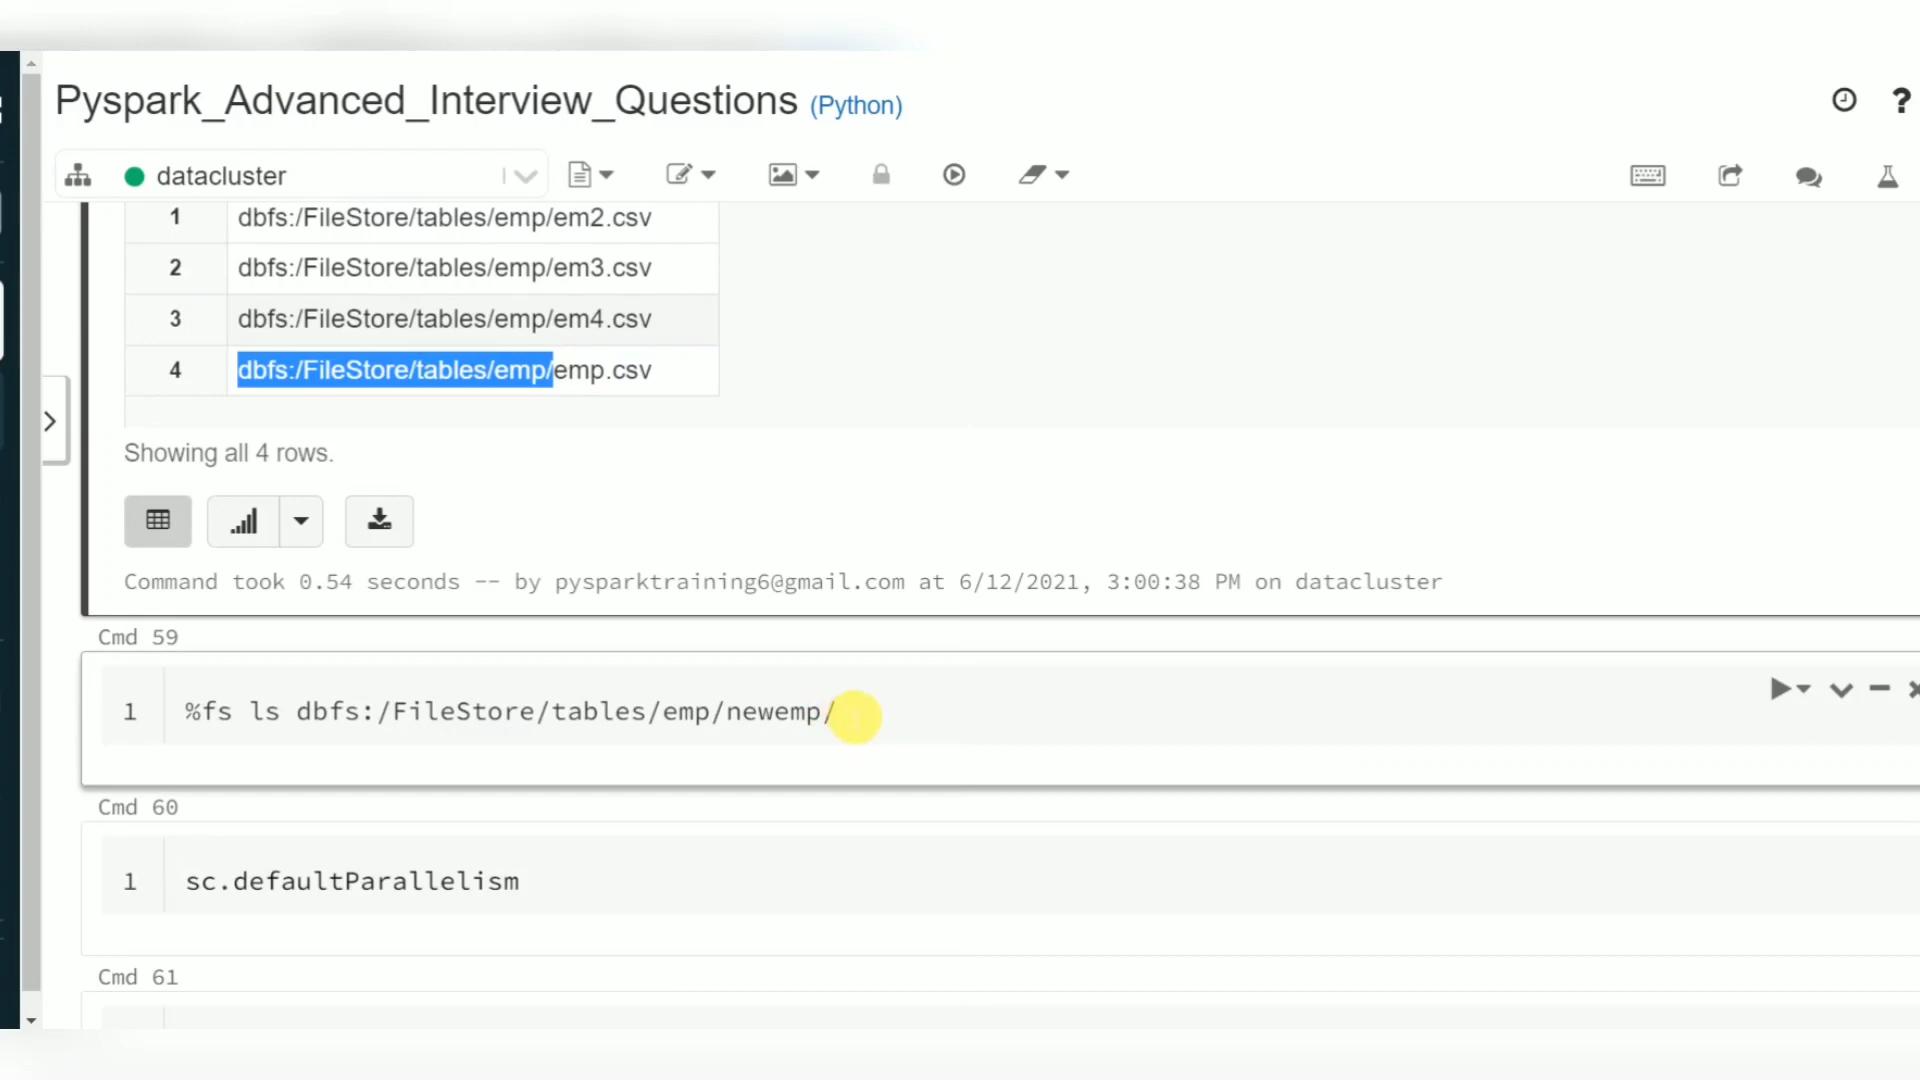 Pyspark_Advanced_Interview_Questions (Python)
?
datacluster
1 dbfs:/FileStore/tables/emp/em2.csv
2 dbfs:/FileStore/tables/emp/em3.csv
3 dbfs:/FileStore/tables/emp/em4.csv
4 dbfs:/FileStore/tables/emp/emp.csv
Showing all 4 rows.
Command took 0.54 seconds -- by pysparktraining6@gmail.com at 6/12/2021, 3:00:38 PM on datacluster
Cmd 59
1 %fs ls dbfs:/FileStore/tables/emp/newemp/
Cmd 60
1 sc.defaultParallelism
Cmd 61